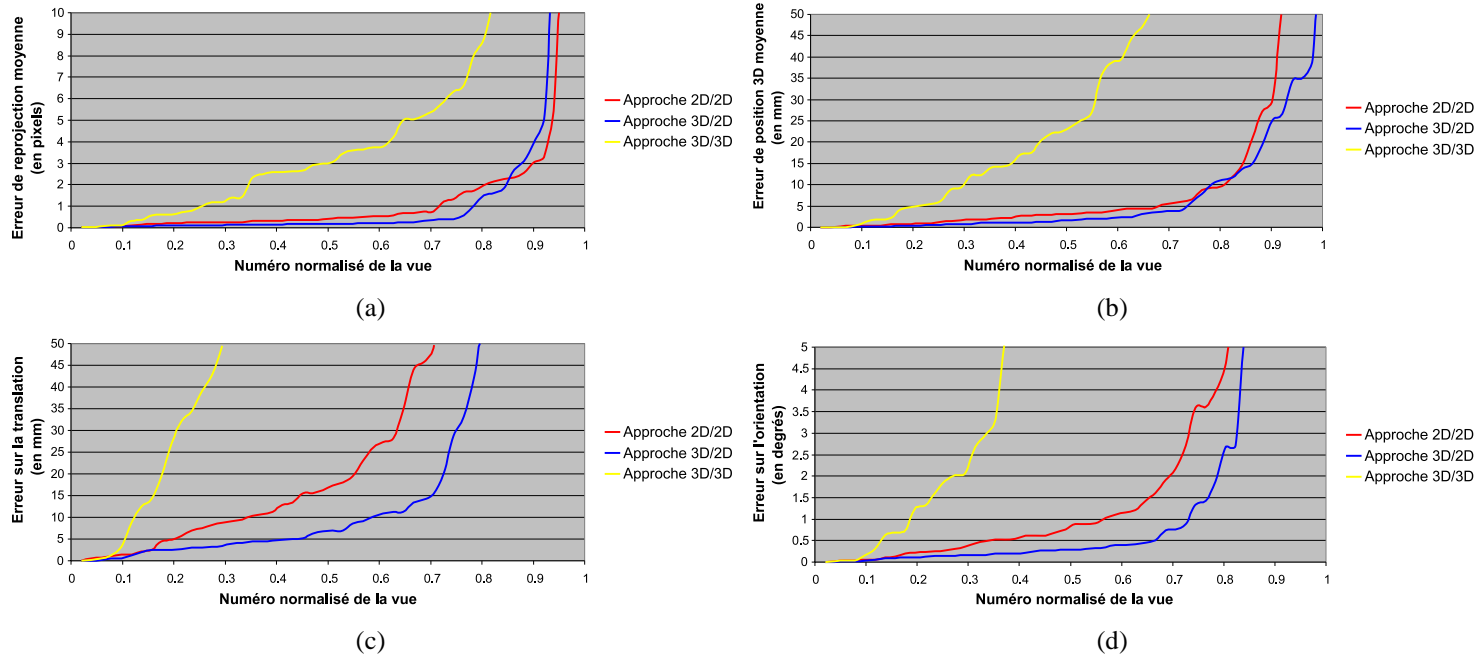 Erreur de reprojection moyenne
(en pixels)
10
9
8
7
6
5
4
3
2
1
0
0 0.1 0.2 0.3 0.4 0.5 0.6 0.7 0.8 0.9 1
Numéro normalisé de la vue
Approche 2D/2D
Approche 3D/2D
Approche 3D/3D
(a)
Erreur de position 3D moyenne
(en mm)
50
45
40
35
30
25
20
15
10
5
0
0 0.1 0.2 0.3 0.4 0.5 0.6 0.7 0.8 0.9 1
Numéro normalisé de la vue
Approche 2D/2D
Approche 3D/2D
Approche 3D/3D
(b)
Erreur sur la translation
(en mm)
50
45
40
35
30
25
20
15
10
5
0
0 0.1 0.2 0.3 0.4 0.5 0.6 0.7 0.8 0.9 1
Numéro normalisé de la vue
Approche 2D/2D
Approche 3D/2D
Approche 3D/3D
(c)
Erreur sur l'orientation
(en degrés)
5
4.5
4
3.5
3
2.5
2
1.5
1
0.5
0
0 0.1 0.2 0.3 0.4 0.5 0.6 0.7 0.8 0.9 1
Numéro normalisé de la vue
Approche 2D/2D
Approche 3D/2D
Approche 3D/3D
(d)